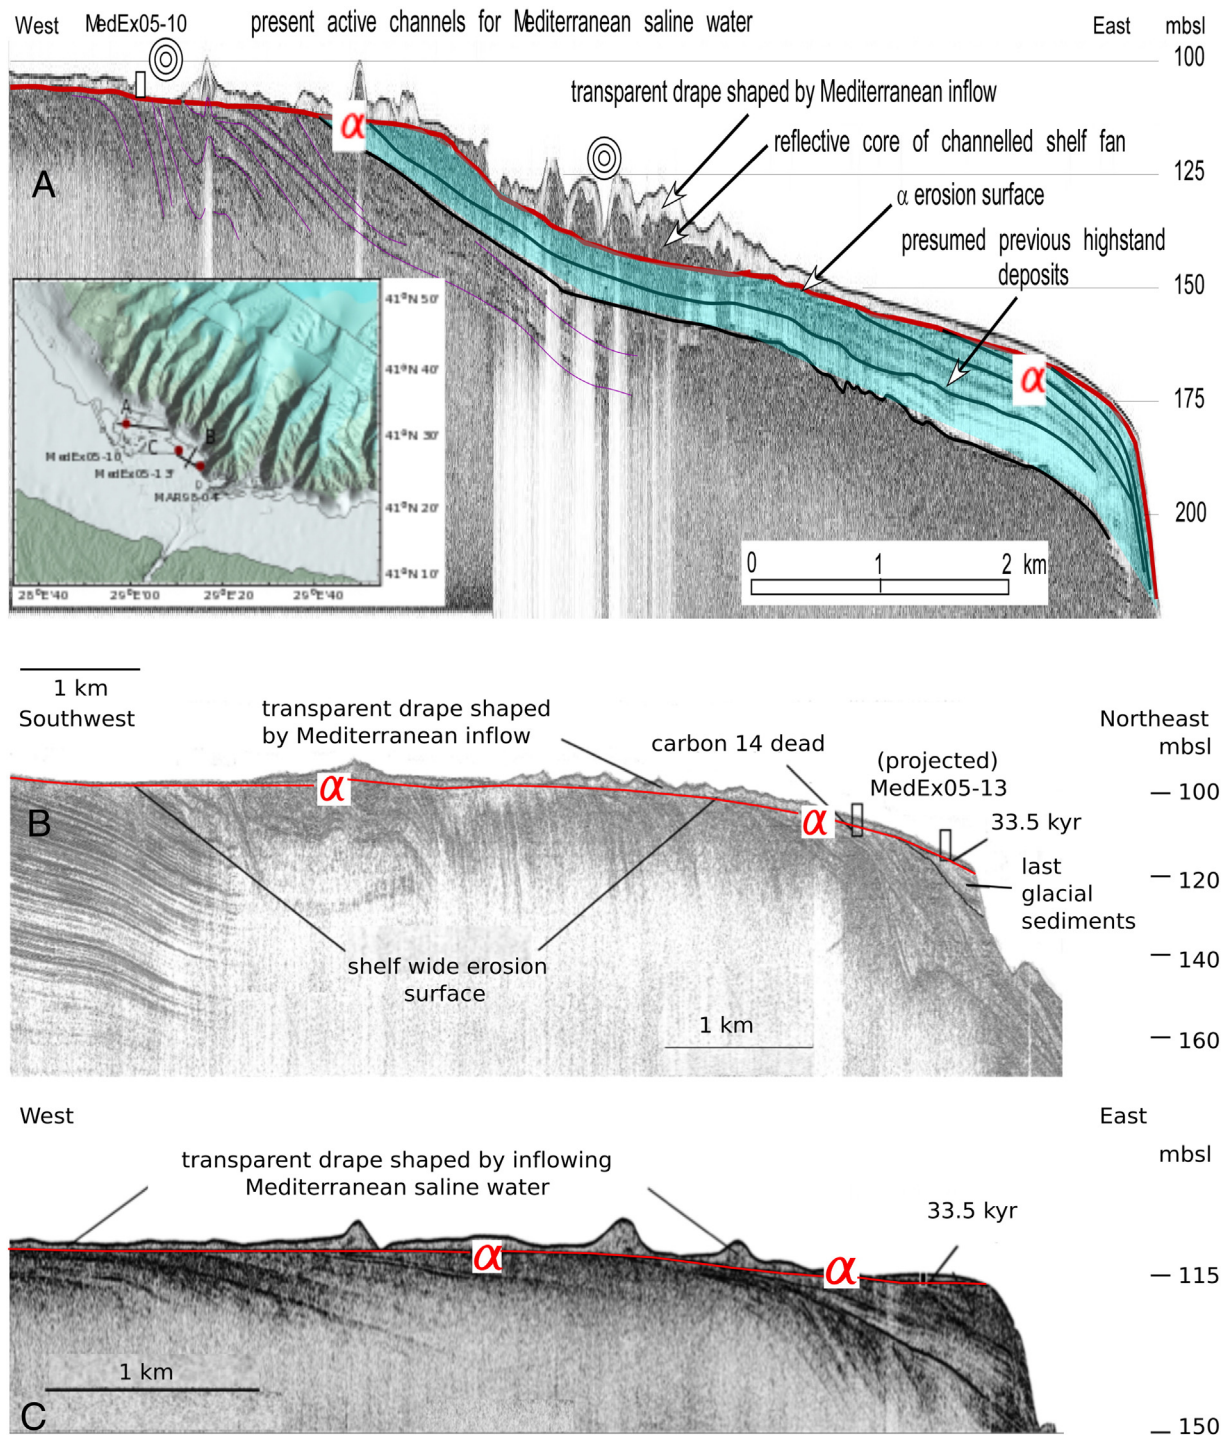 West
MedEx05-10
present active channels for Mediterranean saline water
East
mbsl
100
transparent drape shaped by Mediterranean inflow
α
reflective core of channelled shelf fan
125
A
α erosion surface
presumed previous highstand
deposits
150
41°N 50'
α
41°N 40'
175
A
B
41°N 30'
C
MedEx05-10
MedEx05-13
D
MAR98-04
41°N 20'
200
0 1 2 km
41°N 10'
28°E'40 29°E'00 29°E'20 29°E'40
1 km
Southwest
transparent drape shaped
by Mediterranean inflow
carbon 14 dead
Northeast
mbsl
(projected)
MedEx05-13
α
100
B
α
33.5 kyr
last
glacial
sediments
120
shelf wide erosion
surface
140
1 km
160
West
East
transparent drape shaped by inflowing
Mediterranean saline water
mbsl
33.5 kyr
α
α
115
1 km
C
150